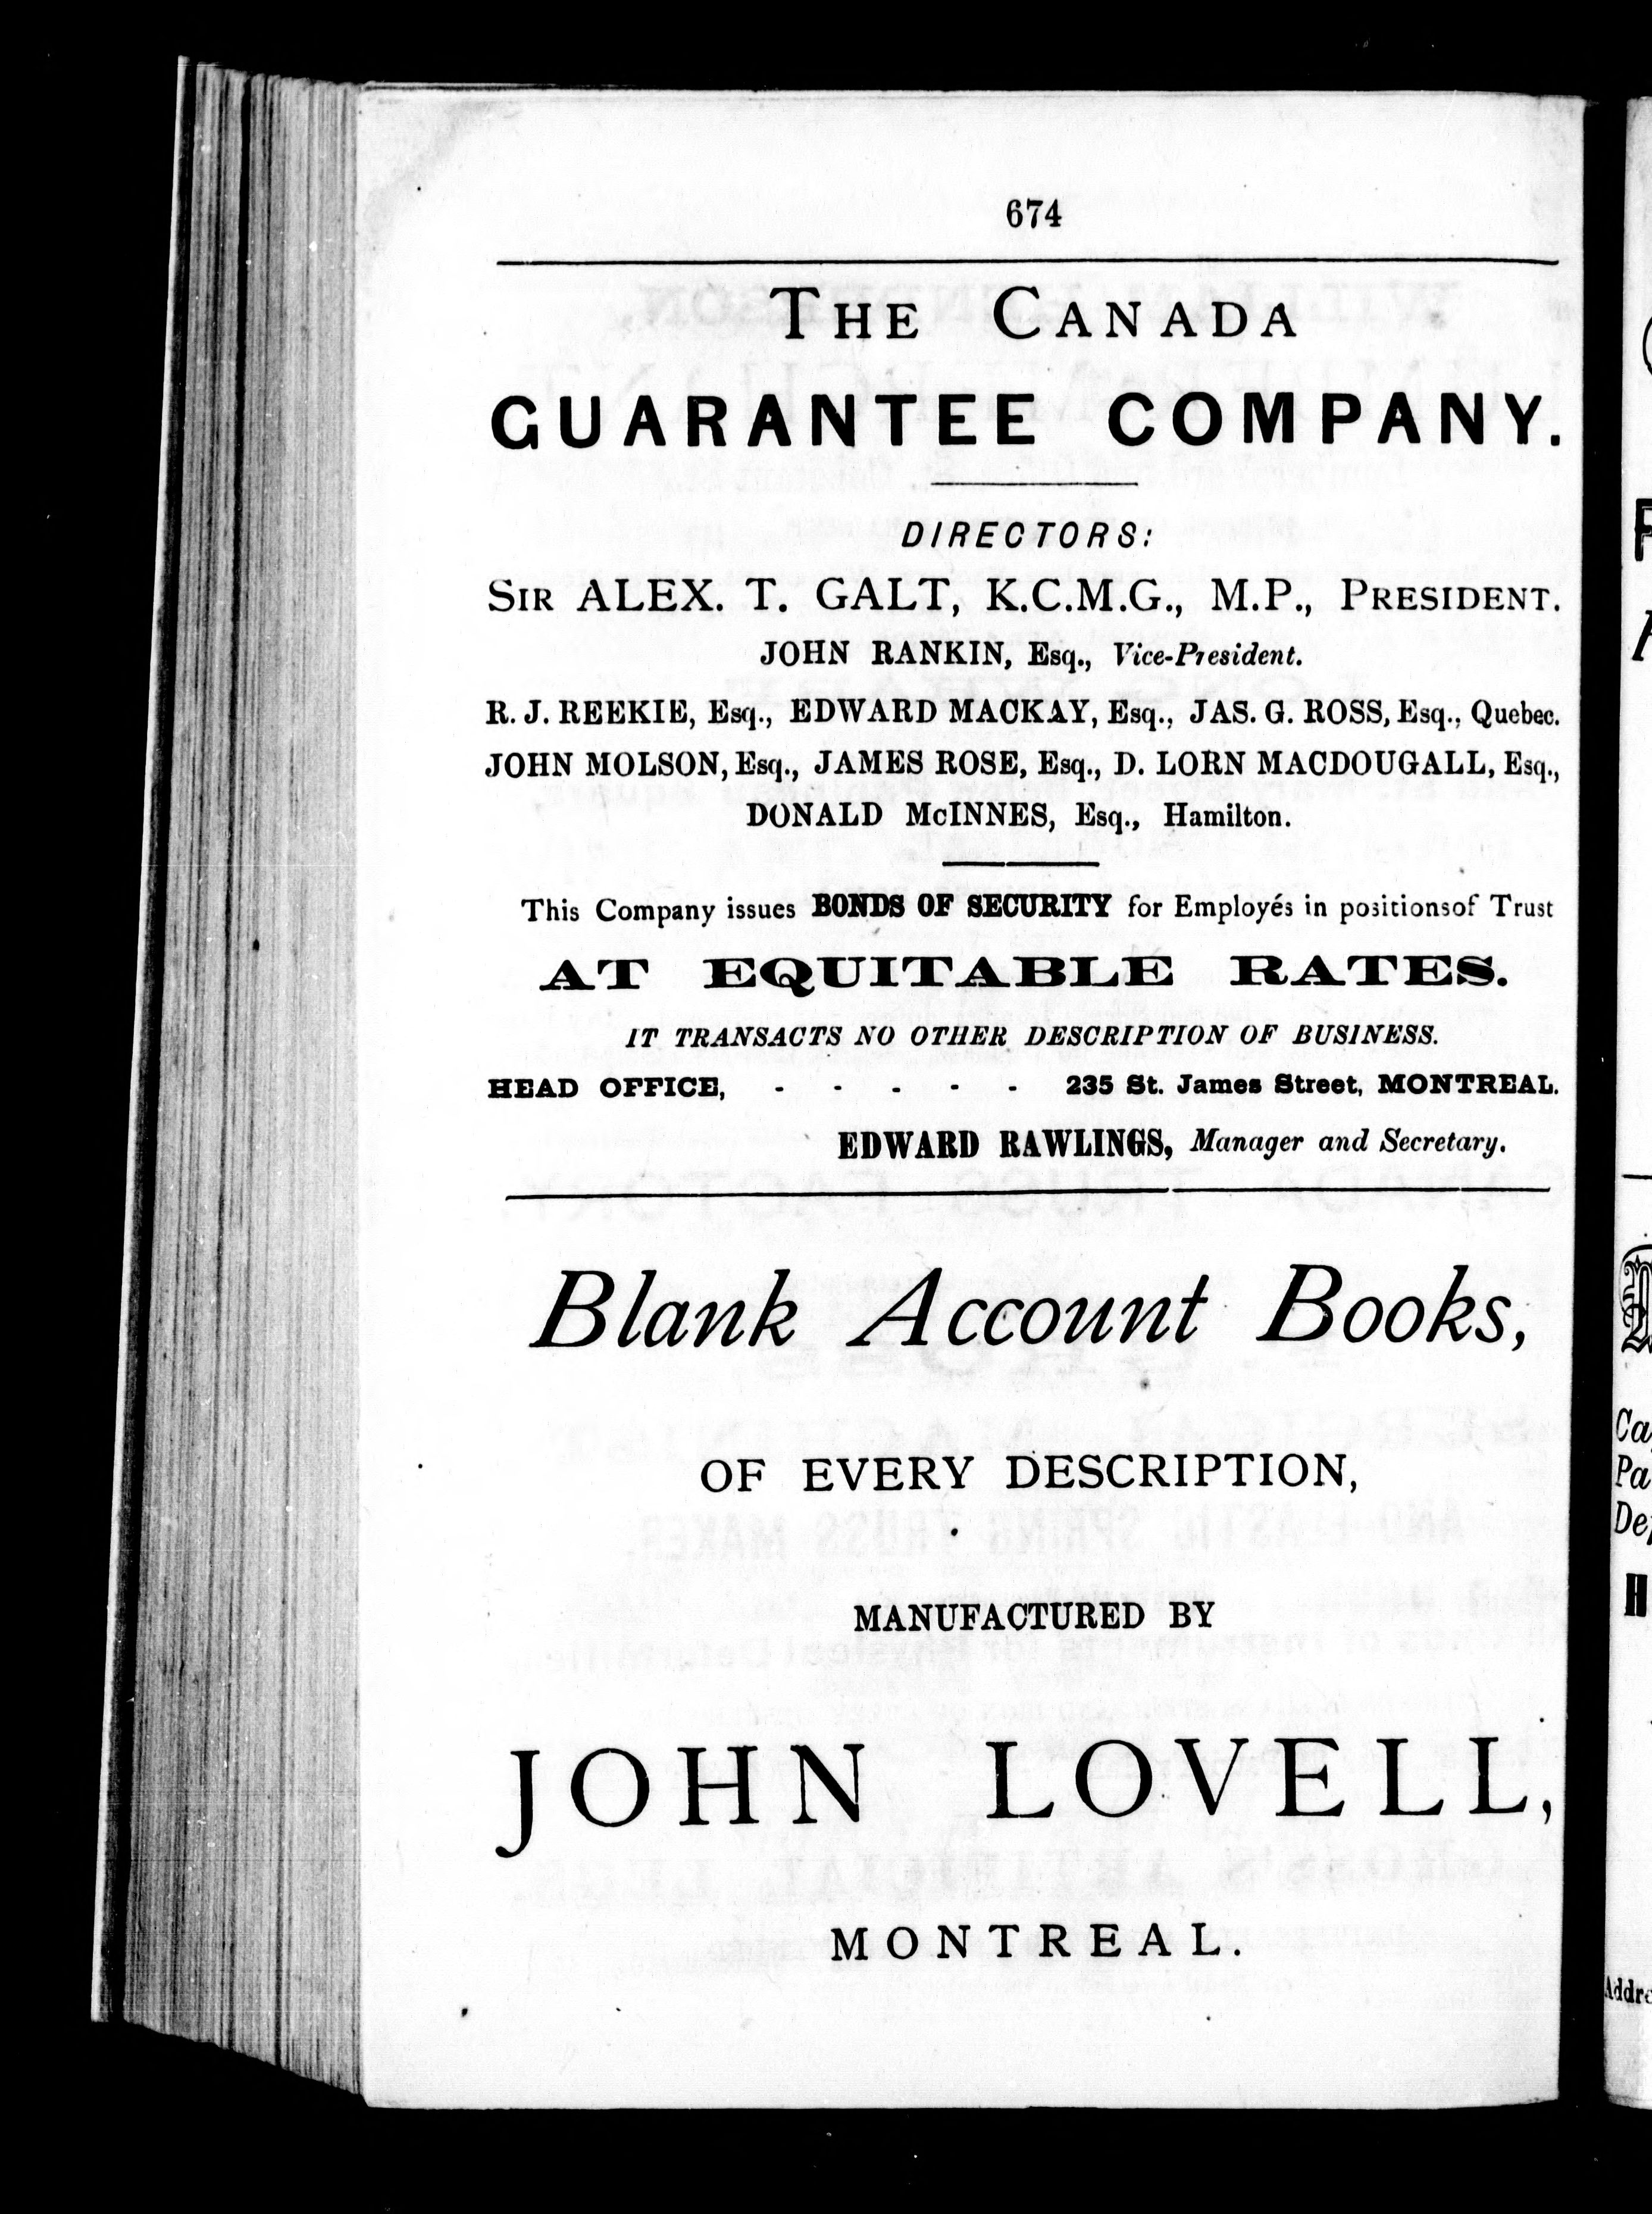 674
THE CANADA
GUARANTEE COMPANY.
DIRECTORS:
SIR ALEX. T. GALT, K.C.M.G., M.P., PRESIDENT.
JOHN RANKIN, Esq., Vice-President.
R. J. REEKIE, Esq., EDWARD MACKAY, Esq., JAS. G. ROSS, Esq., Quebec.
JOHN MOLSON, Esq., JAMES ROSE, Esq., D. LORN MACDOUGALL, Esq.,
DONALD McINNES, Esq., Hamilton.
This Company issues BONDS OF SECURITY for Employés in positionsof Trust
AT EQUITABLE RATES.
IT TRANSACTS NO OTHER DESCRIPTION OF BUSINESS.
HEAD OFFICE, - - - - - 235 St. James Street, MONTREAL.
EDWARD RAWLINGS, Manager and Secretary.
Blank Account Books,
OF EVERY DESCRIPTION,
MANUFACTURED BY
JOHN LOVELL,
MONTREAL.